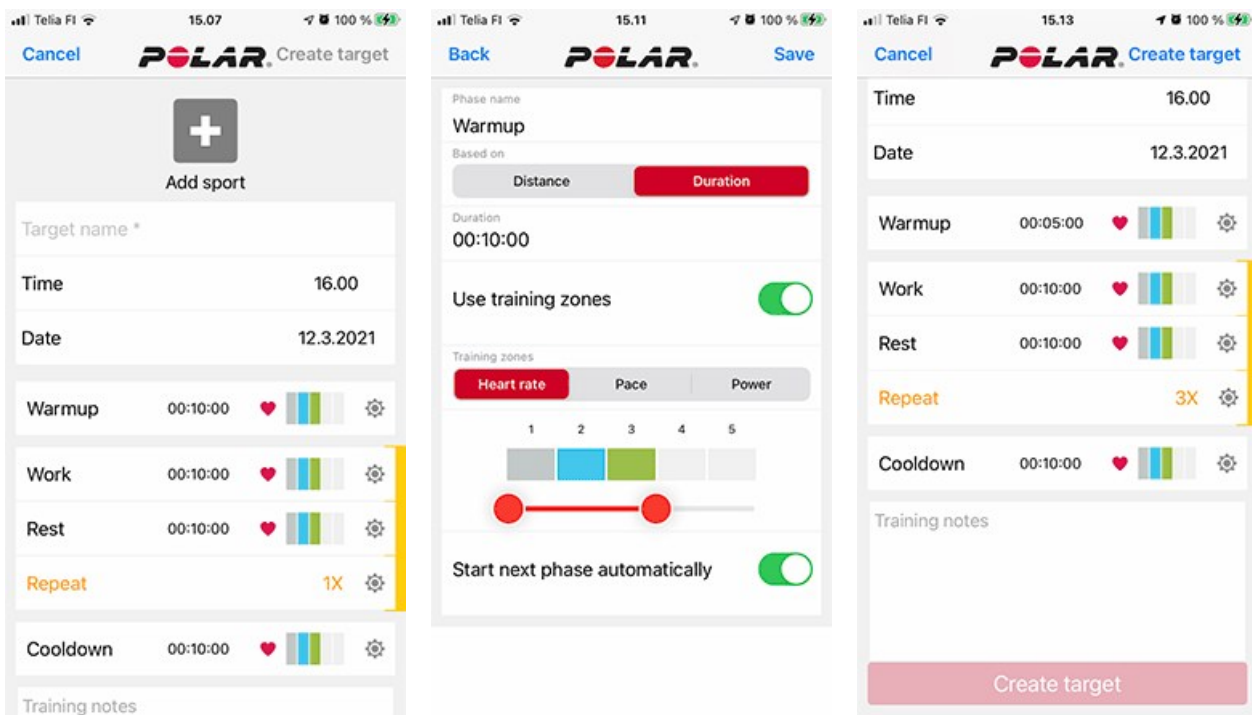 Telia FI 15.07 100 %
Cancel POLAR. Create target
Add sport
Target name *
Time 16.00
Date 12.3.2021
Warmup 00:10:00
Work 00:10:00
Rest 00:10:00
Repeat 1X
Cooldown 00:10:00
Training notes
Telia FI 15.11 100 %
Back POLAR. Save
Phase name
Warmup
Based on
Distance Duration
Duration
00:10:00
Use training zones
Training zones
Heart rate Pace Power
1 2 3 4 5
Start next phase automatically
Telia FI 15.13 100 %
Cancel POLAR. Create target
Time 16.00
Date 12.3.2021
Warmup 00:05:00
Work 00:10:00
Rest 00:10:00
Repeat 3X
Cooldown 00:10:00
Training notes
Create target